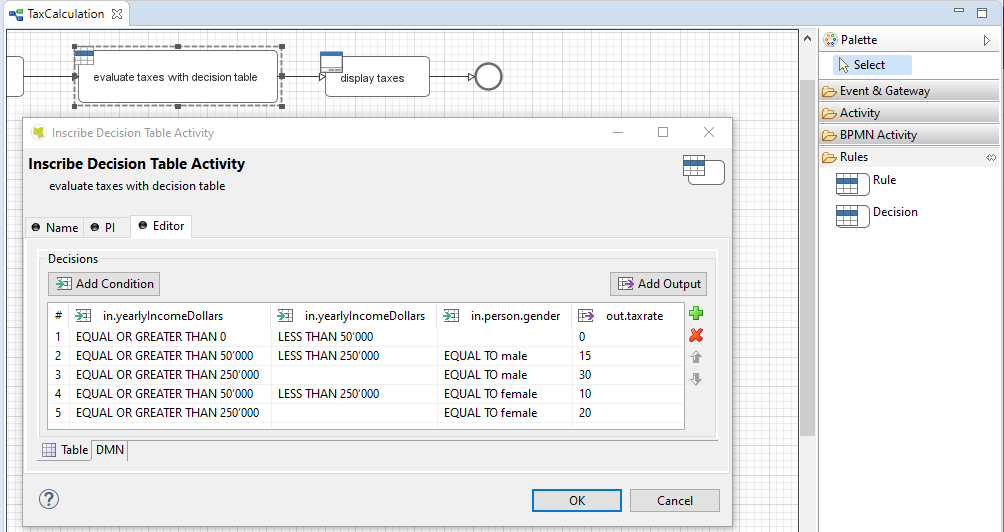 TaxCalculation
Palette
Select
Event & Gateway
Activity
BPMN Activity
Rules
Rule
Decision
evaluate taxes with decision table
display taxes
Inscribe Decision Table Activity
Inscribe Decision Table Activity
evaluate taxes with decision table
Name PI Editor
Decisions
Add Condition Add Output
# in.yearlyIncomeDollars in.yearlyIncomeDollars in.person.gender out.taxrate
1 EQUAL OR GREATER THAN 0 LESS THAN 50'000 0
2 EQUAL OR GREATER THAN 50'000 LESS THAN 250'000 EQUAL TO male 15
3 EQUAL OR GREATER THAN 250'000 EQUAL TO male 30
4 EQUAL OR GREATER THAN 50'000 LESS THAN 250'000 EQUAL TO female 10
5 EQUAL OR GREATER THAN 250'000 EQUAL TO female 20
Table DMN
? OK Cancel